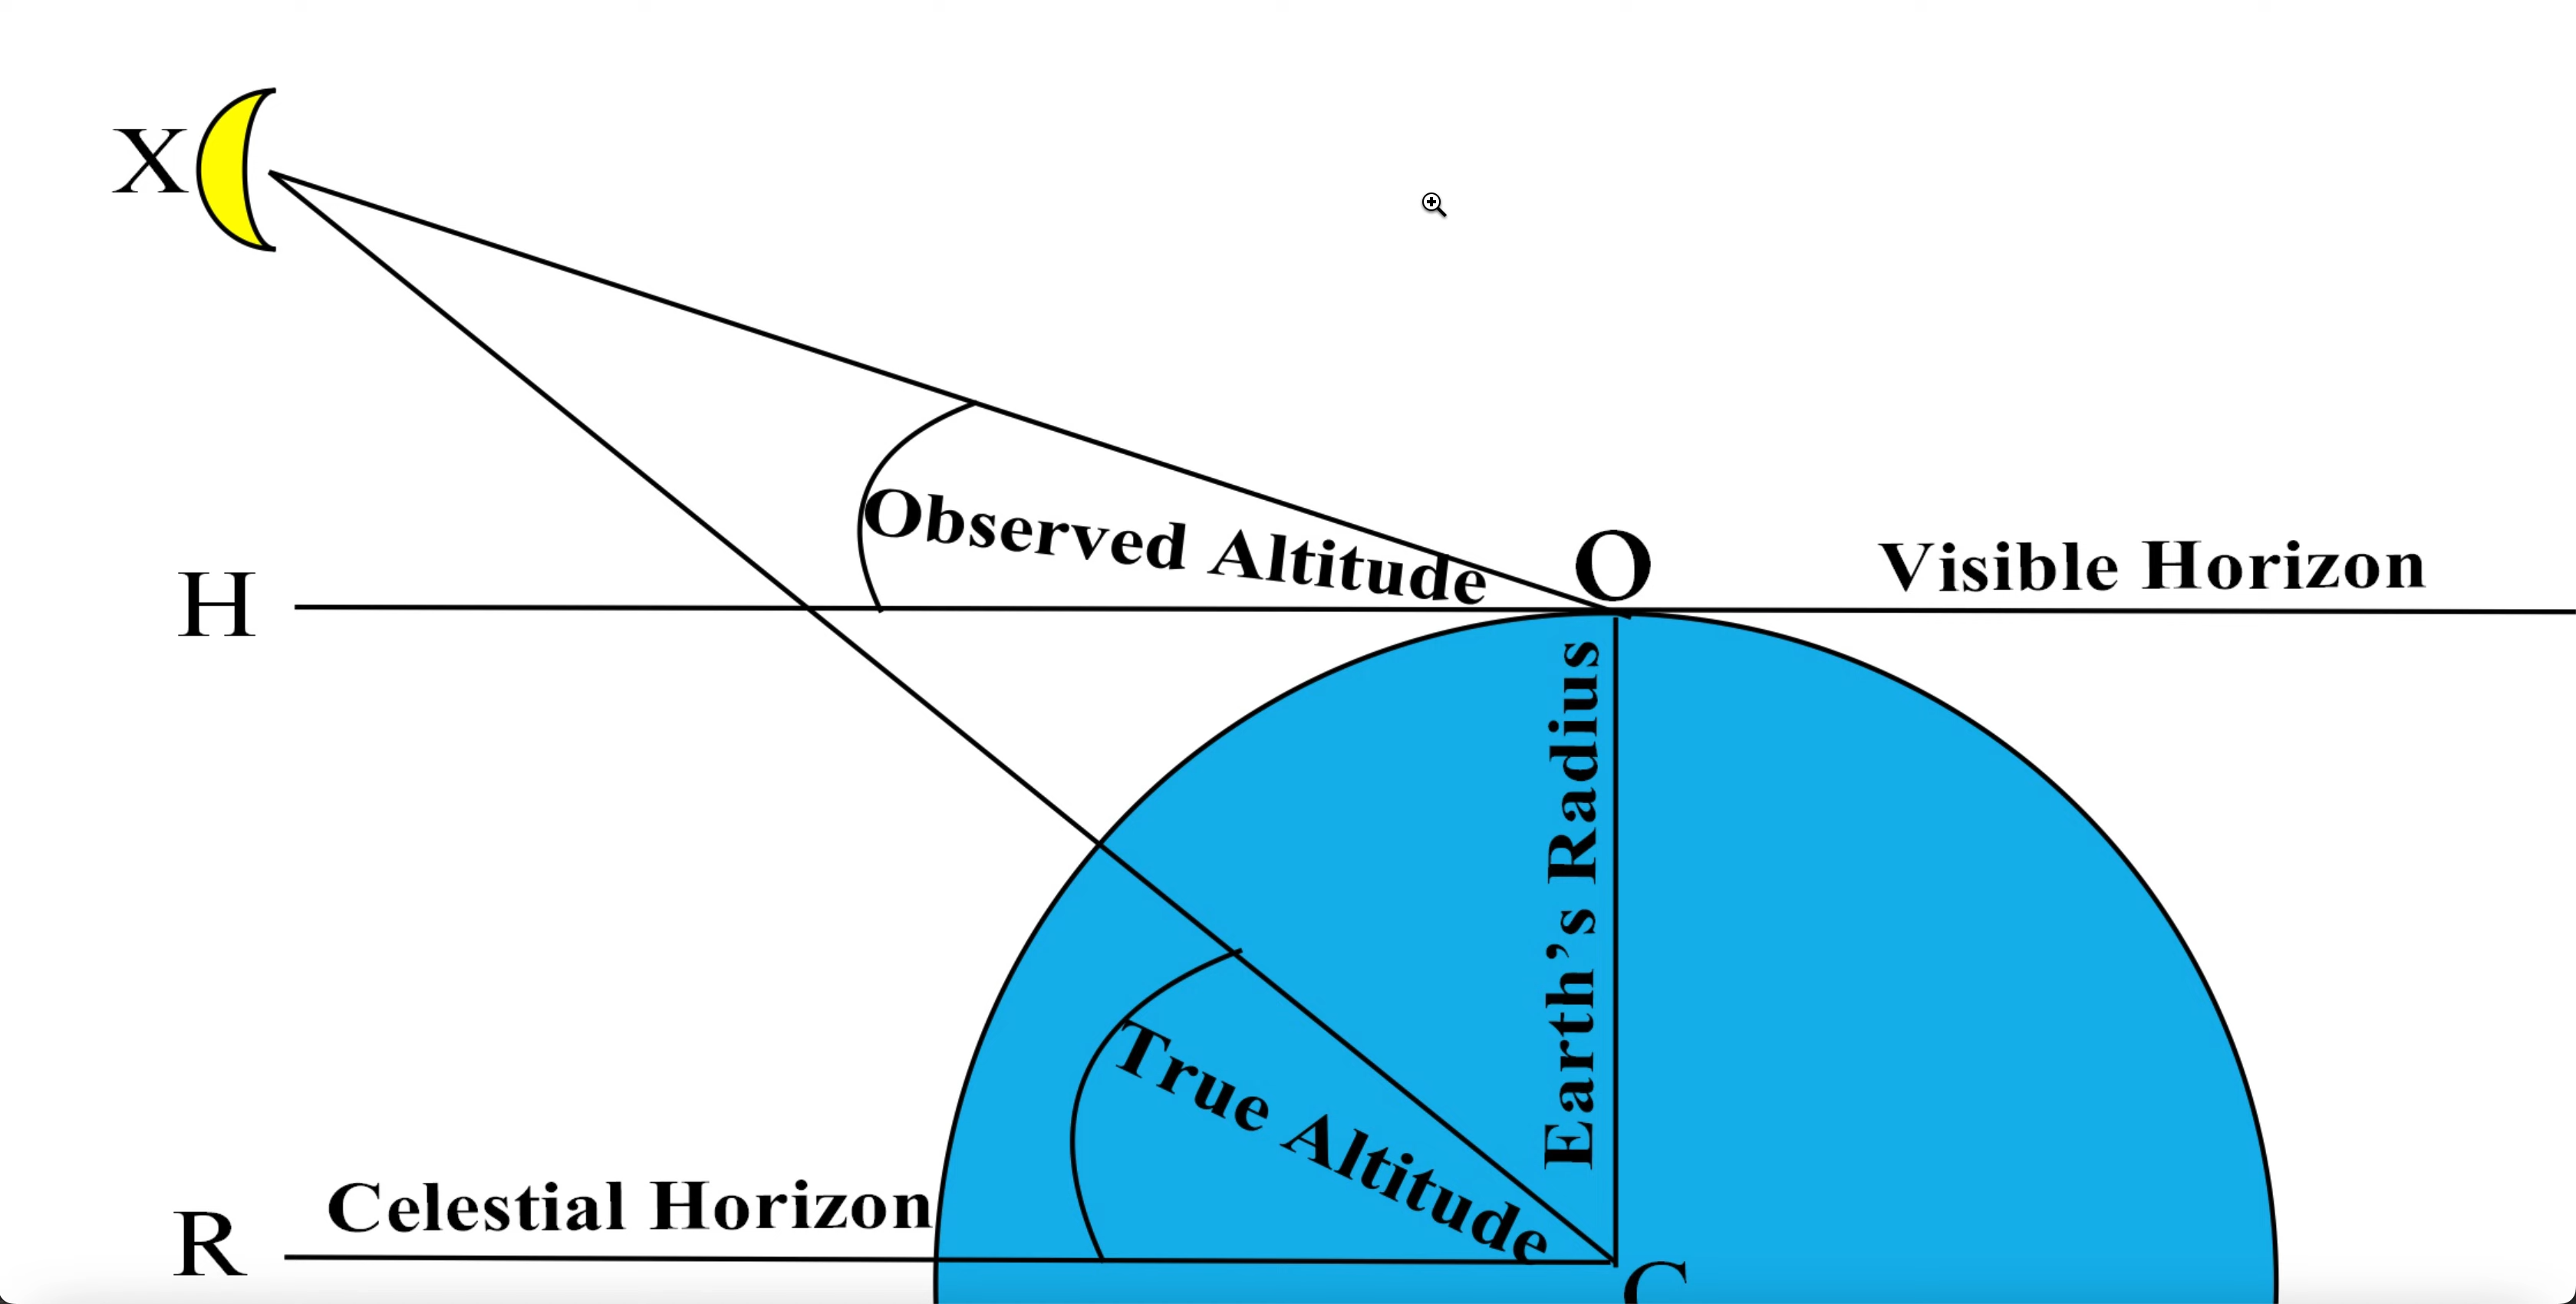 X
Observed Altitude
O
Visible Horizon
H
Earth's Radius
True Altitude
Celestial Horizon
R
C